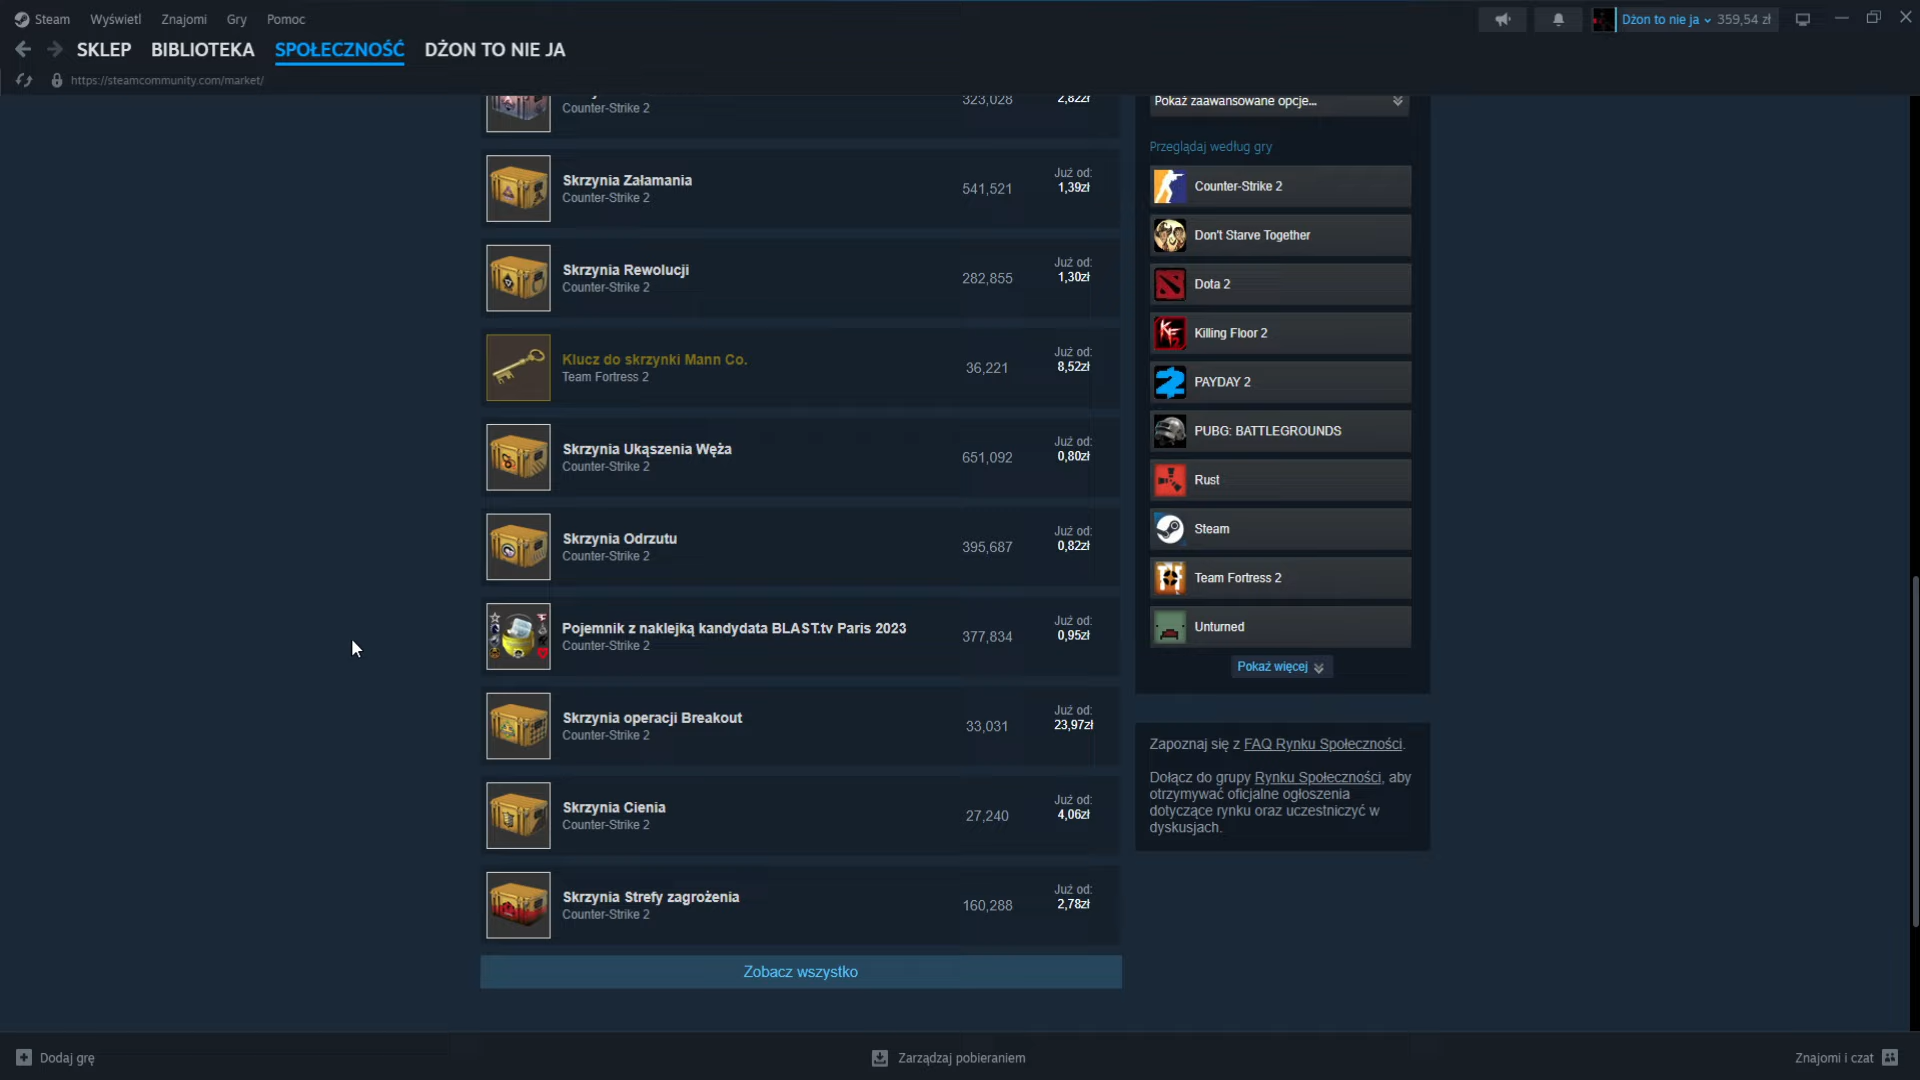 Steam Wyświetl Znajomi Gry Pomoc
Dżon to nie ja 359,54 zł
SKLEP BIBLIOTEKA SPOŁECZNOŚĆ DŻON TO NIE JA
https://steamcommunity.com/market/
Counter-Strike 2
323,028
2,82zł
Skrzynia Załamania
Counter-Strike 2
541,521
Już od:
1,39zł
Skrzynia Rewolucji
Counter-Strike 2
282,855
Już od:
1,30zł
Klucz do skrzynki Mann Co.
Team Fortress 2
36,221
Już od:
8,52zł
Skrzynia Ukąszenia Węża
Counter-Strike 2
651,092
Już od:
0,80zł
Skrzynia Odrzutu
Counter-Strike 2
395,687
Już od:
0,82zł
Pojemnik z naklejką kandydata BLAST.tv Paris 2023
Counter-Strike 2
377,834
Już od:
0,95zł
Skrzynia operacji Breakout
Counter-Strike 2
33,031
Już od:
23,97zł
Skrzynia Cienia
Counter-Strike 2
27,240
Już od:
4,06zł
Skrzynia Strefy zagrożenia
Counter-Strike 2
160,288
Już od:
2,78zł
Zobacz wszystko
Pokaż zaawansowane opcje...
Przeglądaj według gry
Counter-Strike 2
Don't Starve Together
Dota 2
Killing Floor 2
PAYDAY 2
PUBG: BATTLEGROUNDS
Rust
Steam
Team Fortress 2
Unturned
Pokaż więcej
Zapoznaj się z FAQ Rynku Społeczności.
Dołącz do grupy Rynku Społeczności, aby
otrzymywać oficjalne ogłoszenia
dotyczące rynku oraz uczestniczyć w
dyskusjach.
Dodaj grę
Zarządzaj pobieraniem
Znajomi i czat